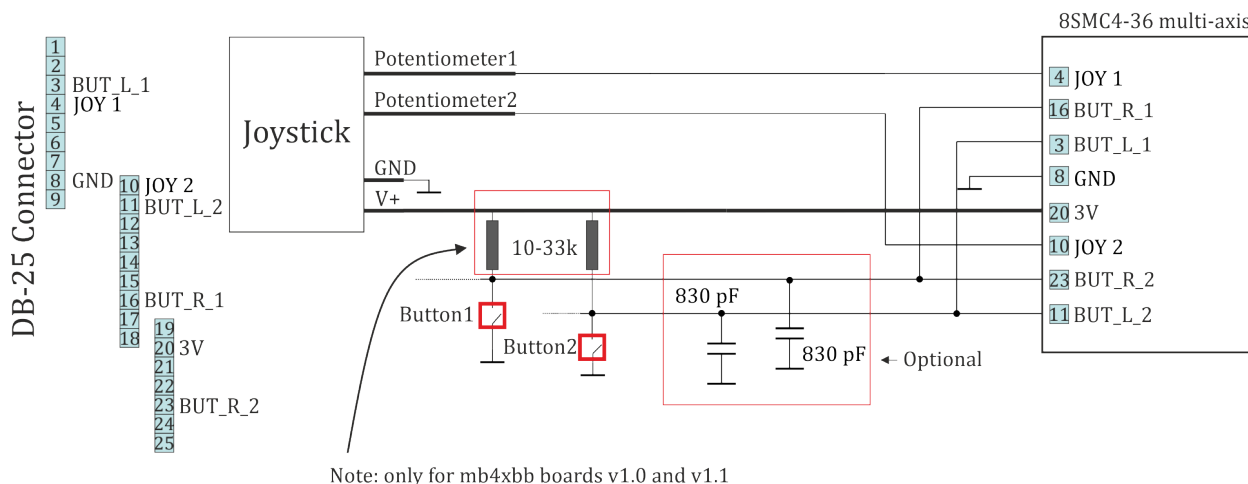 8SMC4-36 multi-axis
DB-25 Connector
1
2
3 BUT_L_1
4 JOY 1
5
6
7
8 GND
9
10 JOY 2
11 BUT_L_2
12
13
14
15
16 BUT_R_1
17
18
19
20 3V
21
22
23 BUT_R_2
24
25
Joystick
Potentiometer1
Potentiometer2
GND
V+
10-33k
Button1
Button2
830 pF
830 pF
Optional
4 JOY 1
16 BUT_R_1
3 BUT_L_1
8 GND
20 3V
10 JOY 2
23 BUT_R_2
11 BUT_L_2
Note: only for mb4xbb boards v1.0 and v1.1